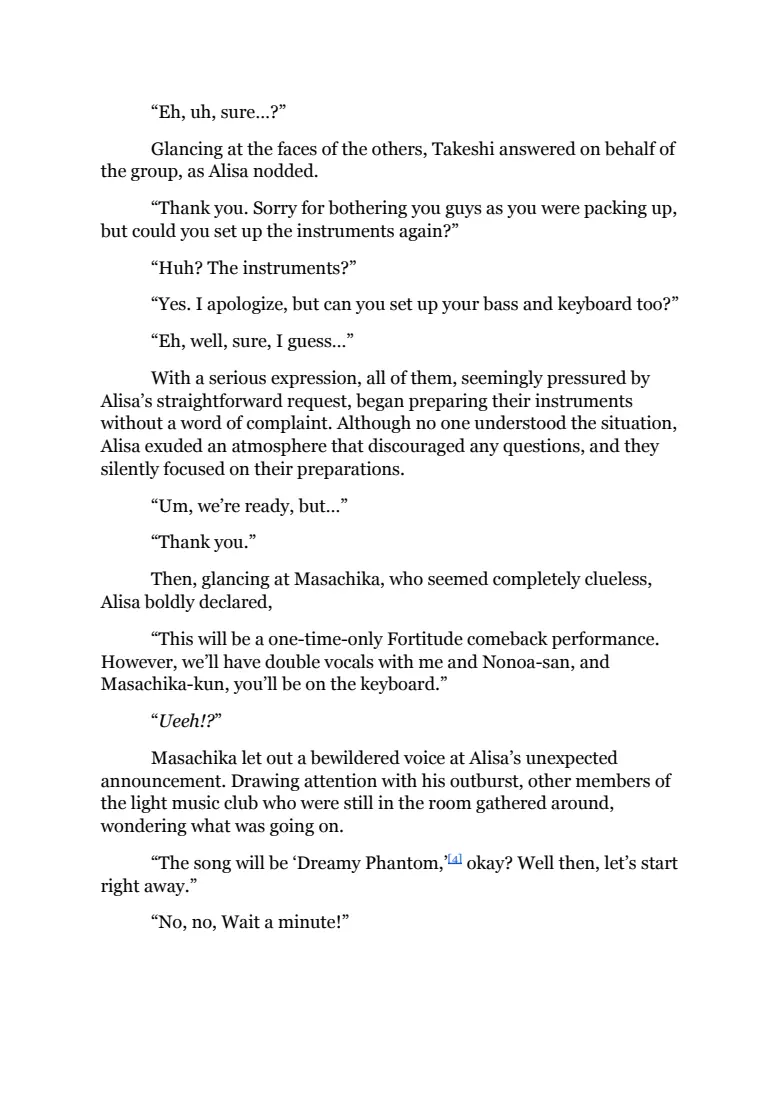 “Eh, uh, sure...?”
Glancing at the faces of the others, Takeshi answered on behalf of
the group, as Alisa nodded.
“Thank you. Sorry for bothering you guys as you were packing up,
but could you set up the instruments again?”
“Huh? The instruments?”
“Yes. I apologize, but can you set up your bass and keyboard too?”
“Eh, well, sure, I guess...”
With a serious expression, all of them, seemingly pressured by
Alisa’s straightforward request, began preparing their instruments
without a word of complaint. Although no one understood the situation,
Alisa exuded an atmosphere that discouraged any questions, and they
silently focused on their preparations.
“Um, we’re ready, but...”
“Thank you.”
Then, glancing at Masachika, who seemed completely clueless,
Alisa boldly declared,
“This will be a one-time-only Fortitude comeback performance.
However, we’ll have double vocals with me and Nonoa-san, and
Masachika-kun, you’ll be on the keyboard.”
“Ueeh!?”
Masachika let out a bewildered voice at Alisa’s unexpected
announcement. Drawing attention with his outburst, other members of
the light music club who were still in the room gathered around,
wondering what was going on.
“The song will be ‘Dreamy Phantom,’[4] okay? Well then, let’s start
right away.”
“No, no, Wait a minute!”